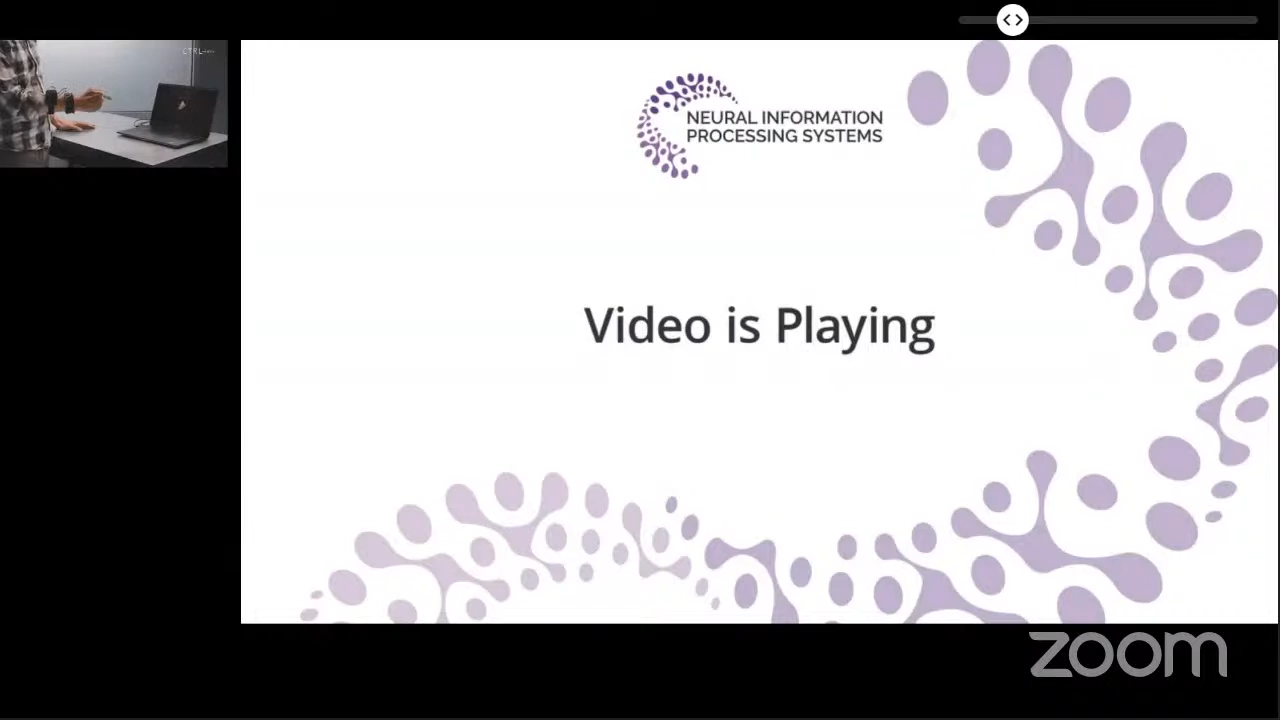 NEURAL INFORMATION
PROCESSING SYSTEMS
Video is Playing
zoom